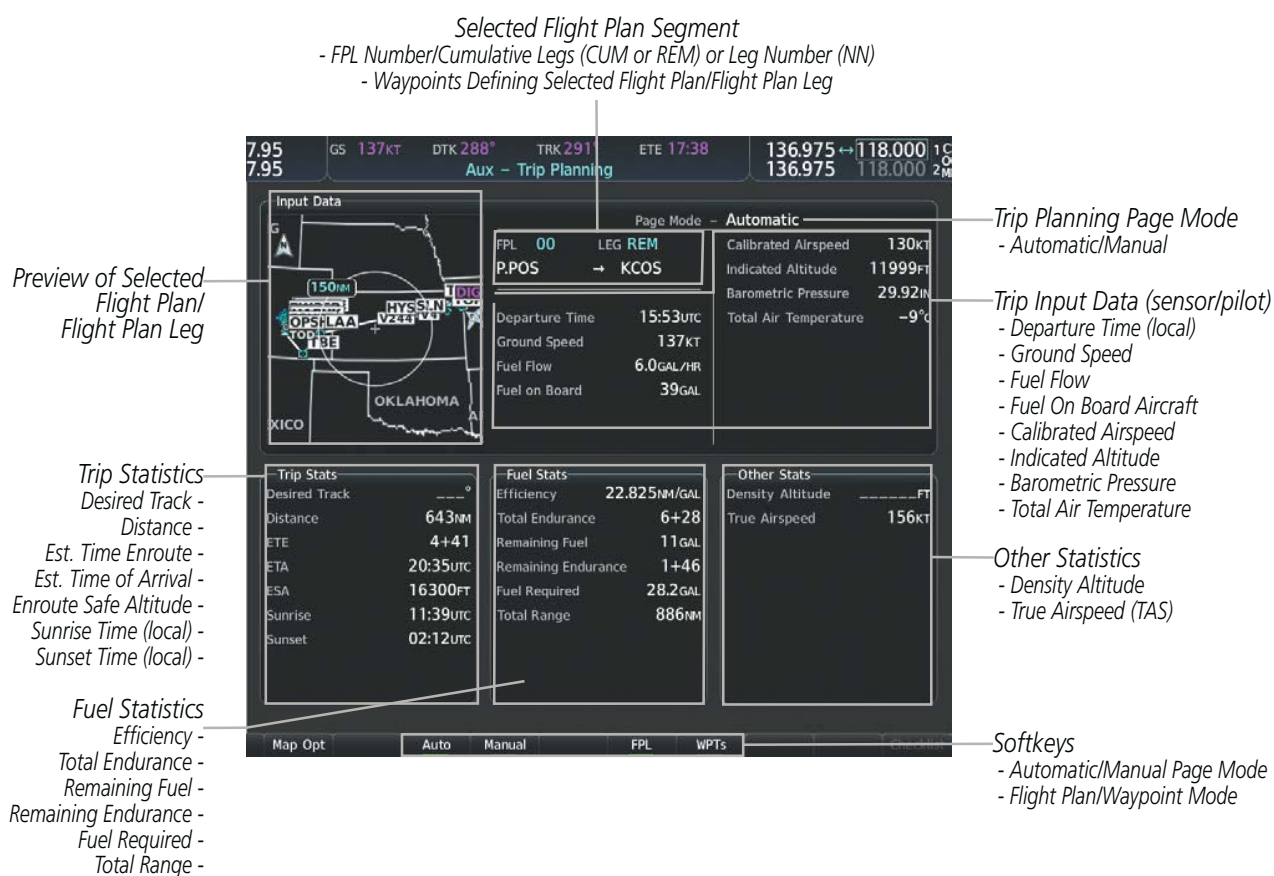 Selected Flight Plan Segment
- FPL Number/Cumulative Legs (CUM or REM) or Leg Number (NN)
- Waypoints Defining Selected Flight Plan/Flight Plan Leg
7.95 GS 137KT DTK 288° TRK 291° ETE 17:38 136.975 ↔ 118.000 1
7.95 Aux – Trip Planning 136.975 118.000 2
Input Data
Page Mode – Automatic
FPL 00 LEG REM
P.POS → KCOS
Departure Time 15:53UTC
Ground Speed 137KT
Fuel Flow 6.0GAL/HR
Fuel on Board 39GAL
Calibrated Airspeed 130KT
Indicated Altitude 11999FT
Barometric Pressure 29.92IN
Total Air Temperature -9°C
150NM
DIG
HYS
SLN
OPS
LAA
V244
V4
TOD
TBE
OKLAHOMA
XICO
Trip Planning Page Mode
- Automatic/Manual
Preview of Selected
Flight Plan/
Flight Plan Leg
Trip Input Data (sensor/pilot)
- Departure Time (local)
- Ground Speed
- Fuel Flow
- Fuel On Board Aircraft
- Calibrated Airspeed
- Indicated Altitude
- Barometric Pressure
- Total Air Temperature
Trip Statistics
Desired Track -
Distance -
Est. Time Enroute -
Est. Time of Arrival -
Enroute Safe Altitude -
Sunrise Time (local) -
Sunset Time (local) -
Trip Stats
Desired Track ___°
Distance 643NM
ETE 4+41
ETA 20:35UTC
ESA 16300FT
Sunrise 11:39UTC
Sunset 02:12UTC
Fuel Stats
Efficiency 22.825NM/GAL
Total Endurance 6+28
Remaining Fuel 11GAL
Remaining Endurance 1+46
Fuel Required 28.2GAL
Total Range 886NM
Other Stats
Density Altitude ______FT
True Airspeed 156KT
Other Statistics
- Density Altitude
- True Airspeed (TAS)
Fuel Statistics
Efficiency -
Total Endurance -
Remaining Fuel -
Remaining Endurance -
Fuel Required -
Total Range -
Map Opt Auto Manual FPL WPTs Checklist
Softkeys
- Automatic/Manual Page Mode
- Flight Plan/Waypoint Mode